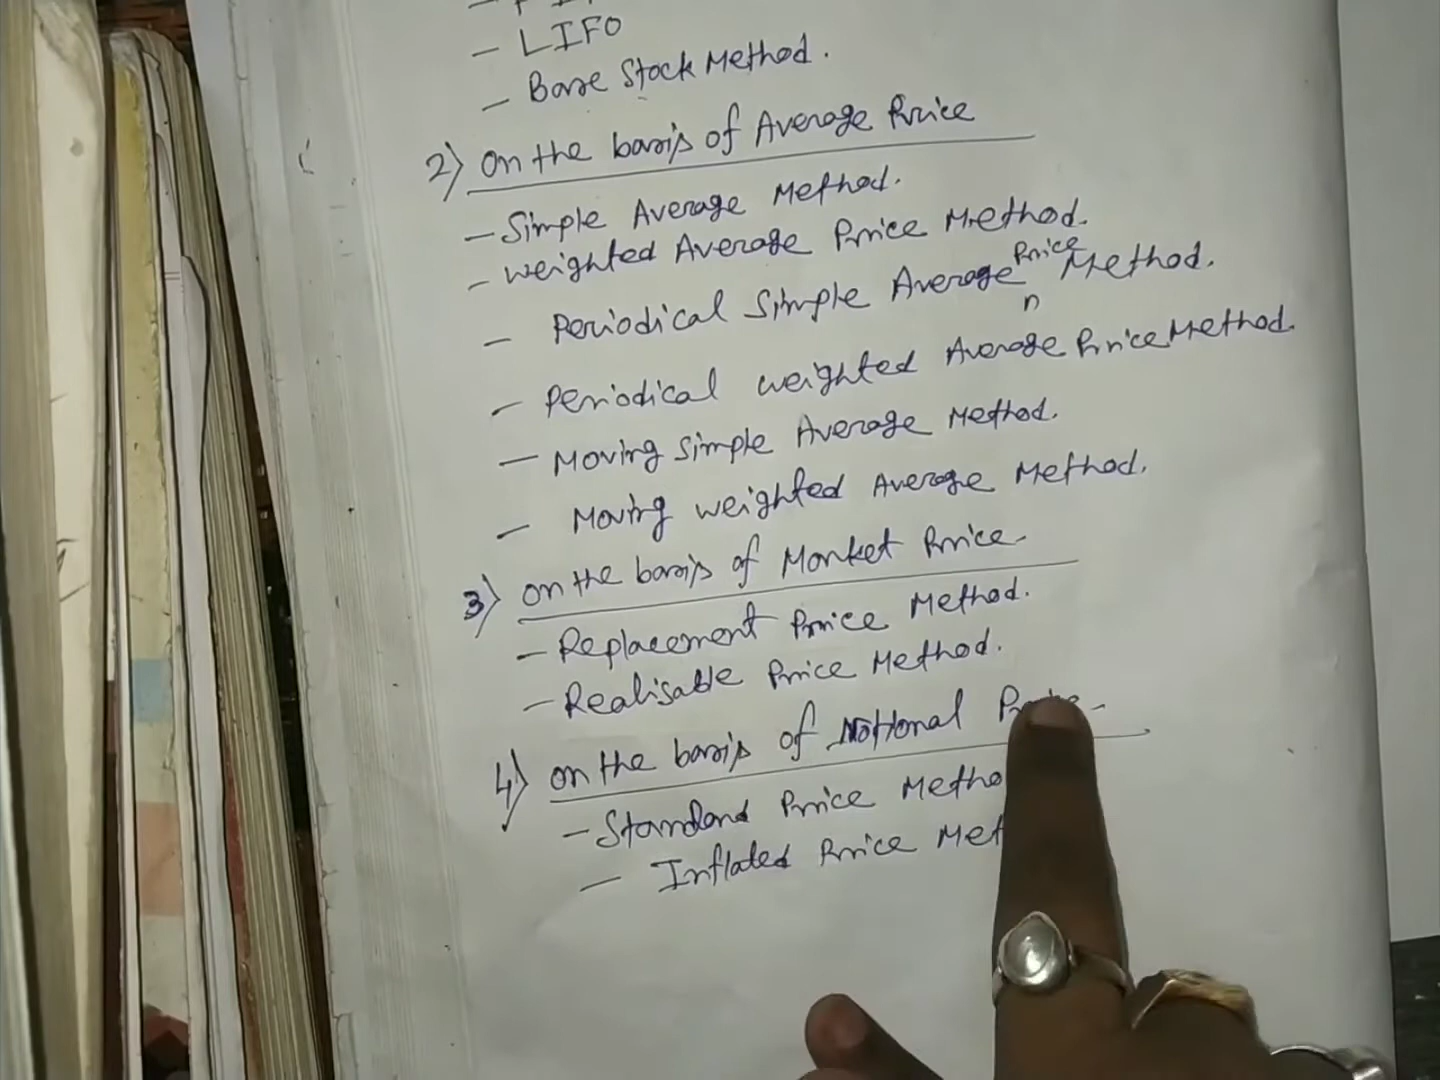 - LIFO
- Base Stock Method.
2) On the basis of Average Price
- Simple Average Method.
- Weighted Average Price Method.
- Periodical Simple Average Price Method.
- Periodical weighted Average Price Method.
- Moving Simple Average Method.
- Moving weighted Average Method.
3) On the basis of Market Price-
- Replacement Price Method.
- Realisable Price Method.
4) On the basis of Notional
- Standard Price Metho
- Inflated Price Met